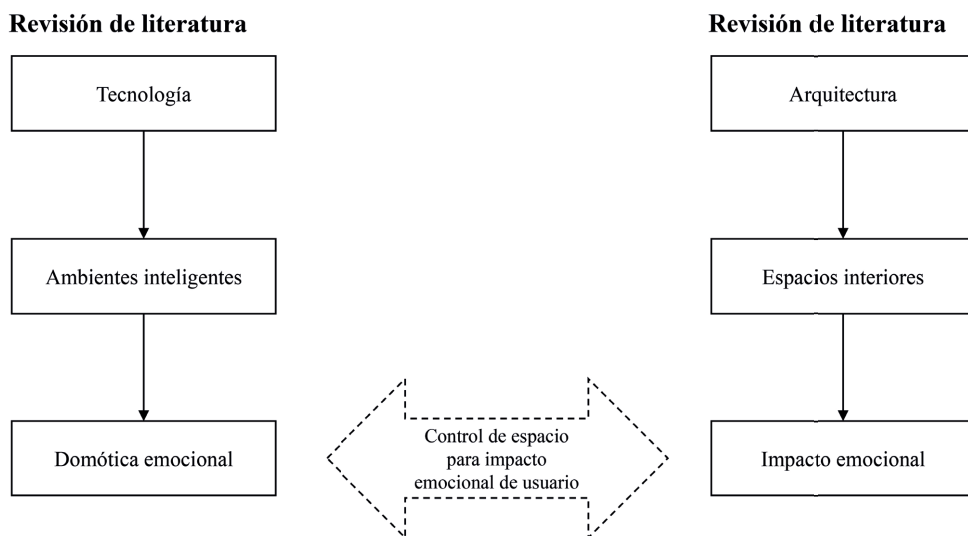 Revisión de literatura
Revisión de literatura
Tecnología
Arquitectura
Ambientes inteligentes
Espacios interiores
Domótica emocional
Control de espacio
para impacto
emocional de usuario
Impacto emocional